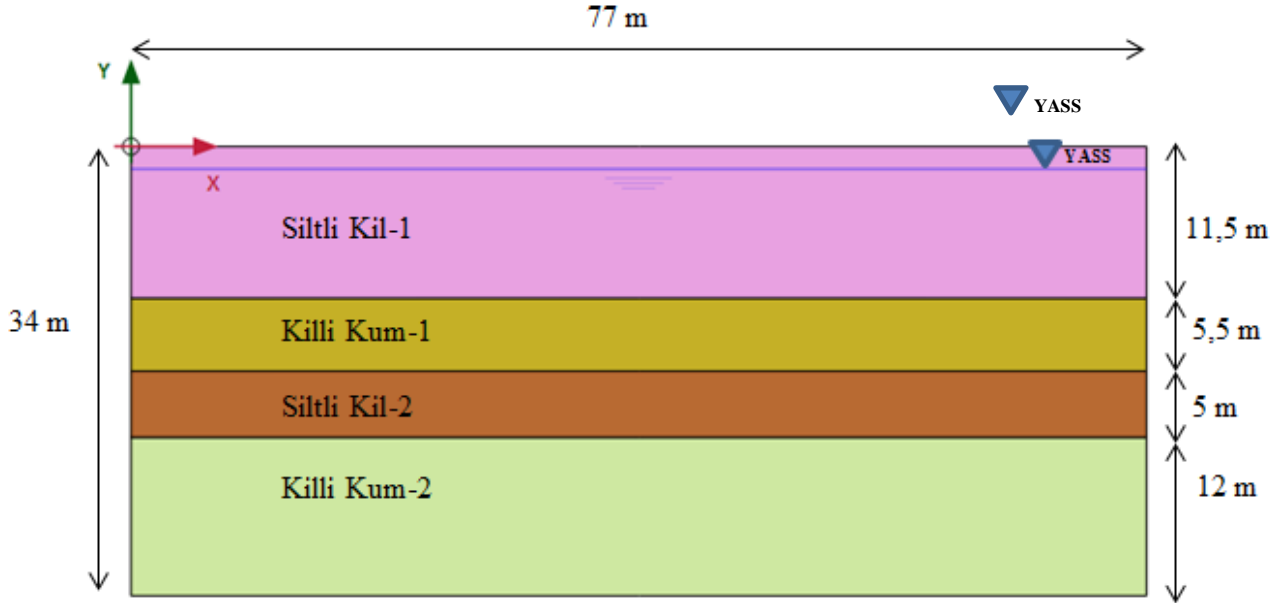 77 m
Y
YASS
YASS
X
Siltli Kil-1
11,5 m
34 m
Killi Kum-1
5,5 m
Siltli Kil-2
5 m
Killi Kum-2
12 m